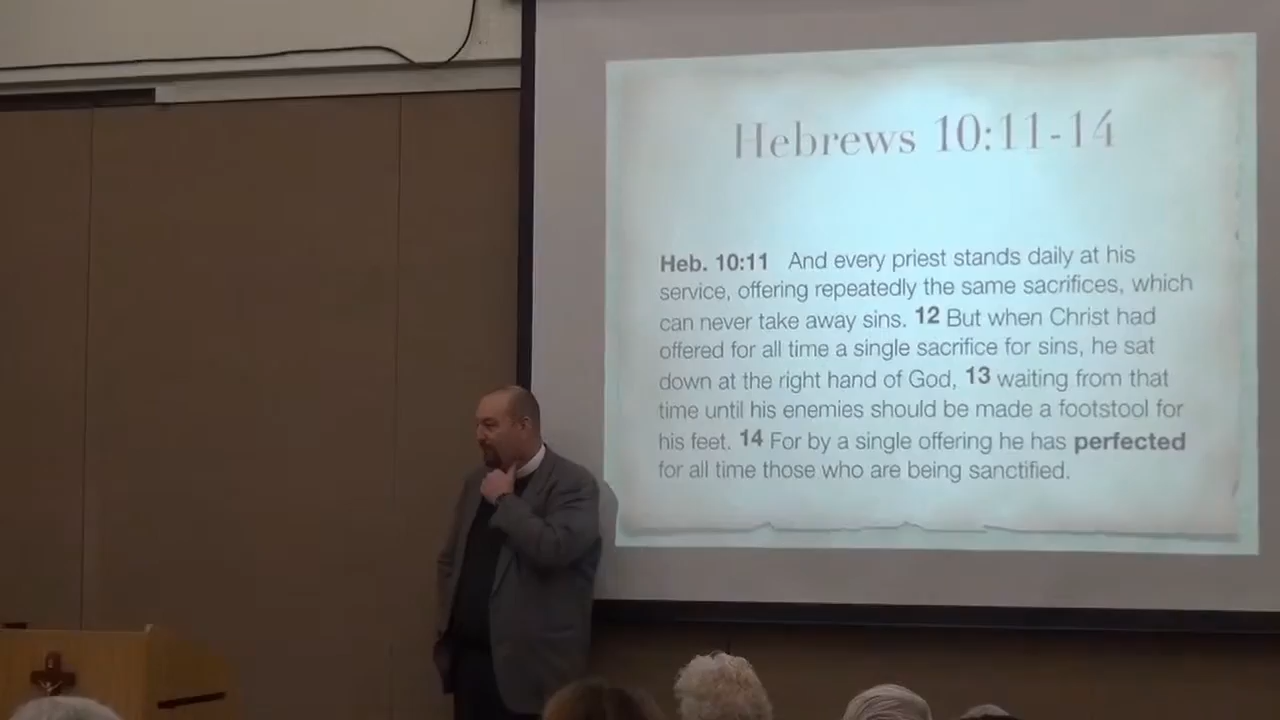 Hebrews 10:11-14
Heb. 10:11 And every priest stands daily at his
service, offering repeatedly the same sacrifices, which
can never take away sins. 12 But when Christ had
offered for all time a single sacrifice for sins, he sat
down at the right hand of God, 13 waiting from that
time until his enemies should be made a footstool for
his feet. 14 For by a single offering he has perfected
for all time those who are being sanctified.